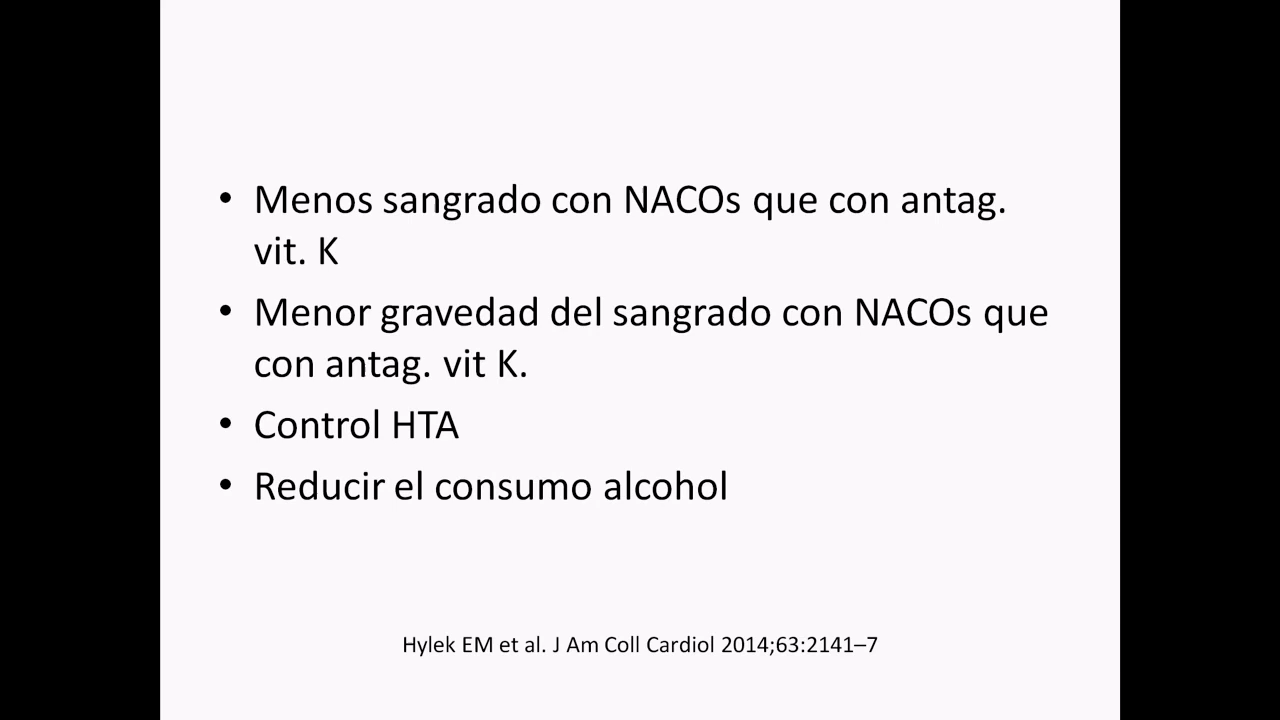 • Menos sangrado con NACOs que con antag.
vit. K
• Menor gravedad del sangrado con NACOs que
con antag. vit K.
• Control HTA
• Reducir el consumo alcohol
Hylek EM et al. J Am Coll Cardiol 2014;63:2141–7